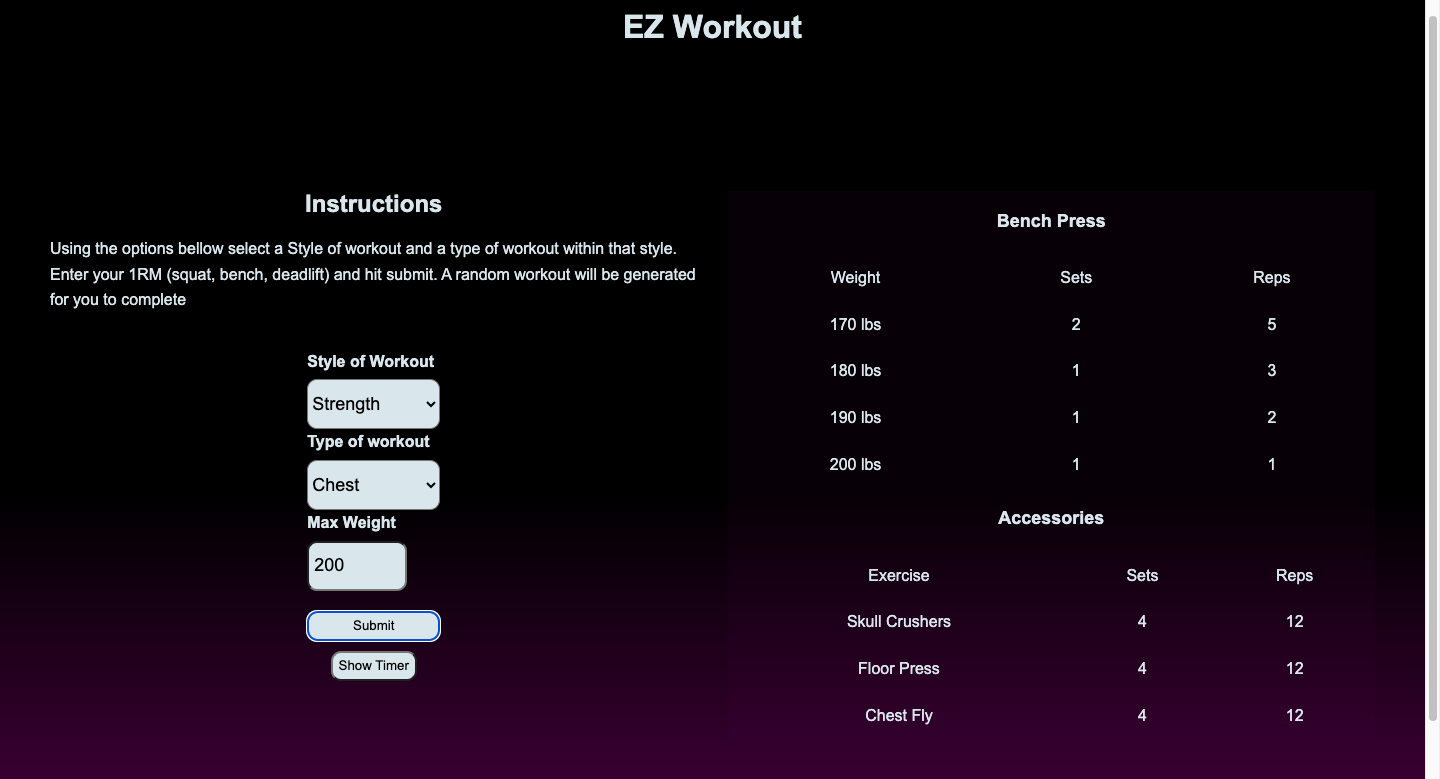 EZ Workout
Instructions
Using the options bellow select a Style of workout and a type of workout within that style.
Enter your 1RM (squat, bench, deadlift) and hit submit. A random workout will be generated
for you to complete
Style of Workout
Strength
Type of workout
Chest
Max Weight
200
Submit
Show Timer
Bench Press
Weight Sets Reps
170 lbs 2 5
180 lbs 1 3
190 lbs 1 2
200 lbs 1 1
Accessories
Exercise Sets Reps
Skull Crushers 4 12
Floor Press 4 12
Chest Fly 4 12